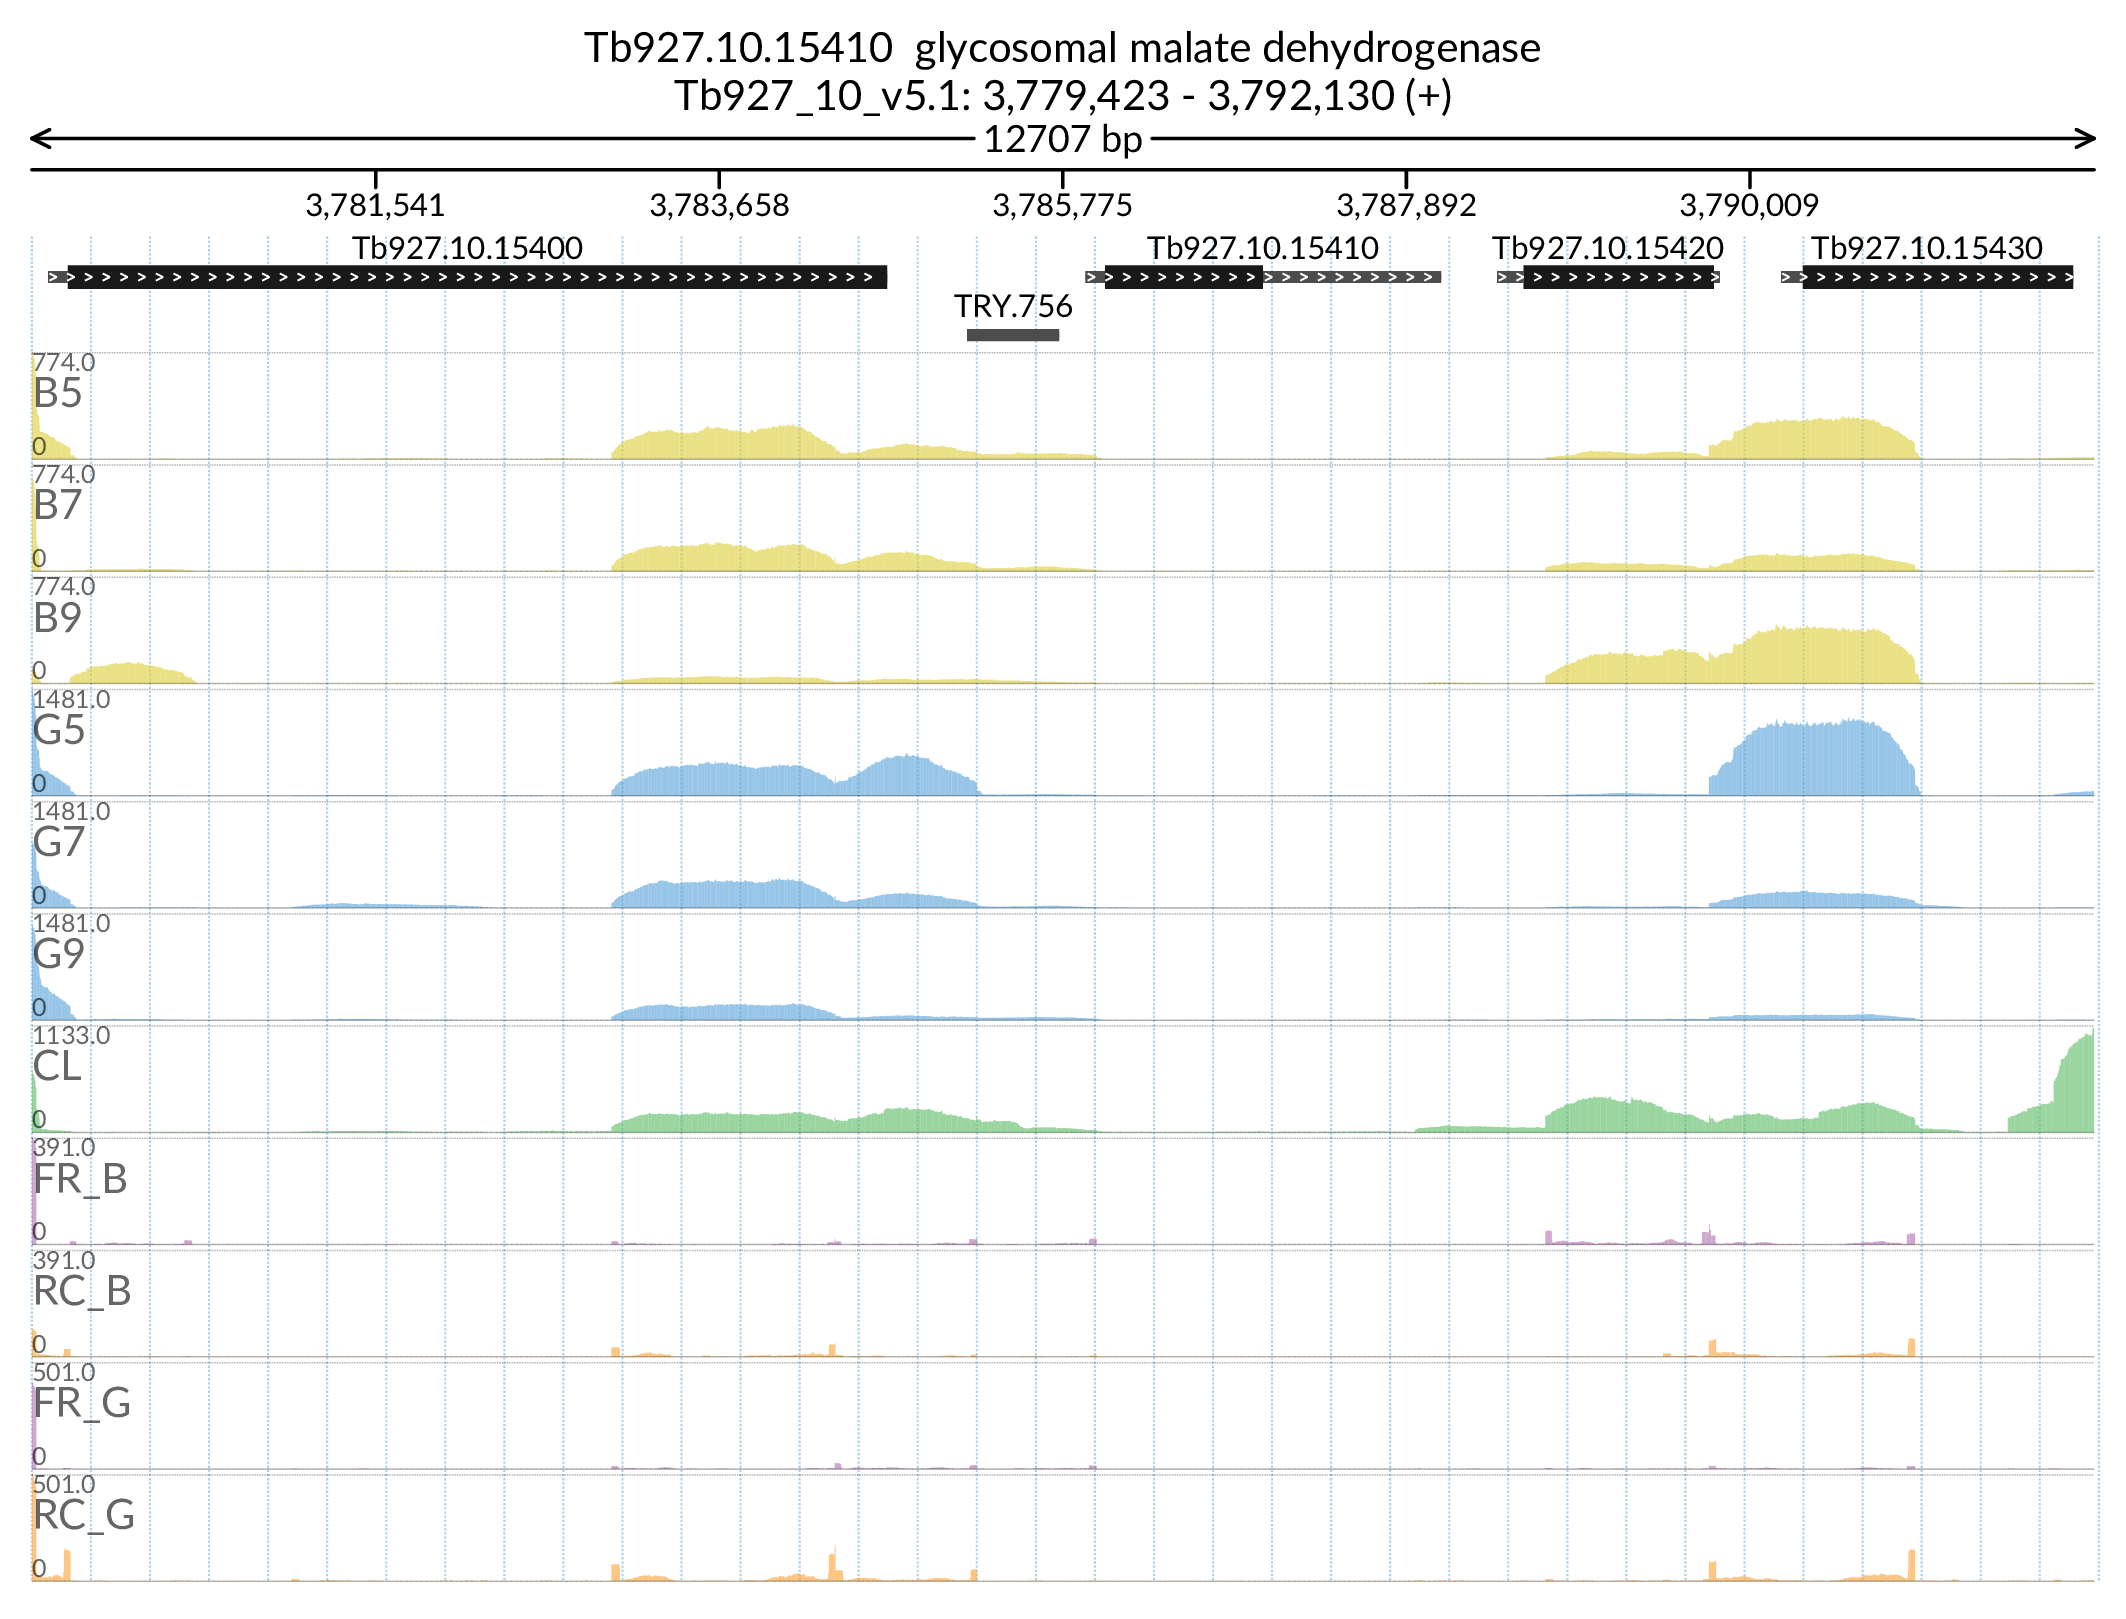 Tb927.10.15410  glycosomal malate dehydrogenase
Tb927_10_v5.1: 3,779,423 - 3,792,130 (+)
12707 bp
3,781,541 3,783,658 3,785,775 3,787,892 3,790,009
Tb927.10.15400 Tb927.10.15410 Tb927.10.15420 Tb927.10.15430
TRY.756
774.0
B5
0
774.0
B7
0
774.0
B9
0
1481.0
G5
0
1481.0
G7
0
1481.0
G9
0
1133.0
CL
0
391.0
FR_B
0
391.0
RC_B
0
501.0
FR_G
0
501.0
RC_G
0